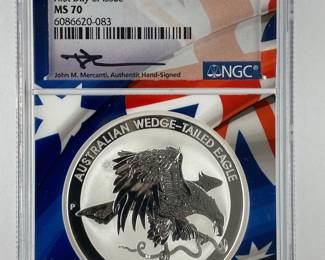 First Day of Issue
MS 70
6086620-083
John M. Mercanti, Authentic Hand-Signed
NGC
AUSTRALIAN WEDGE-TAILED EAGLE
P